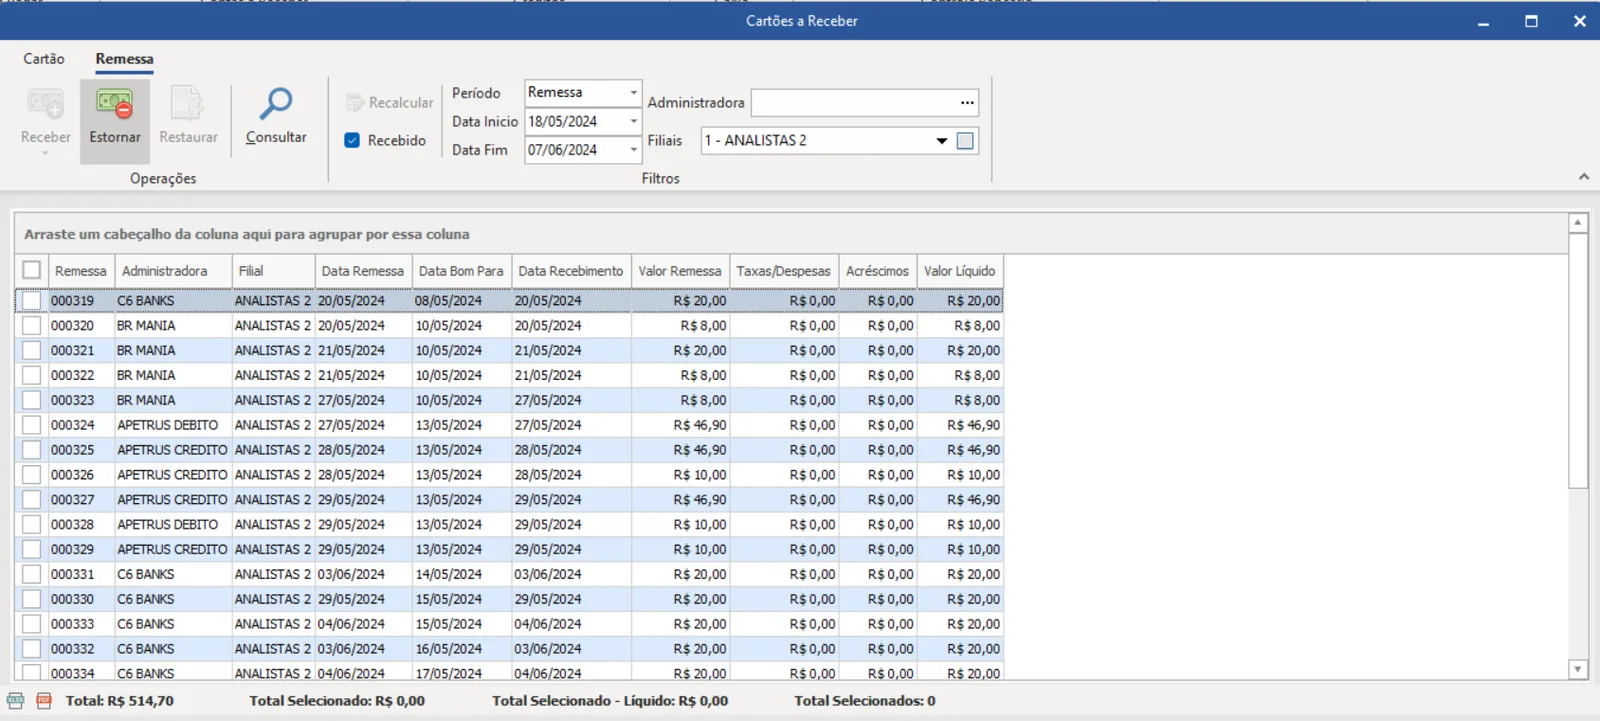 Cartões a Receber
Cartão Remessa
Receber Estornar Restaurar Consultar
Operações
Recalcular
Recebido
Período Remessa
Data Inicio 18/05/2024
Data Fim 07/06/2024
Administradora ...
Filiais 1 - ANALISTAS 2
Filtros
Arraste um cabeçalho da coluna aqui para agrupar por essa coluna
Remessa Administradora Filial Data Remessa Data Bom Para Data Recebimento Valor Remessa Taxas/Despesas Acréscimos Valor Líquido
000319 C6 BANKS ANALISTAS 2 20/05/2024 08/05/2024 20/05/2024 R$ 20,00 R$ 0,00 R$ 0,00 R$ 20,00
000320 BR MANIA ANALISTAS 2 20/05/2024 10/05/2024 20/05/2024 R$ 8,00 R$ 0,00 R$ 0,00 R$ 8,00
000321 BR MANIA ANALISTAS 2 21/05/2024 10/05/2024 21/05/2024 R$ 20,00 R$ 0,00 R$ 0,00 R$ 20,00
000322 BR MANIA ANALISTAS 2 21/05/2024 10/05/2024 21/05/2024 R$ 8,00 R$ 0,00 R$ 0,00 R$ 8,00
000323 BR MANIA ANALISTAS 2 27/05/2024 10/05/2024 27/05/2024 R$ 8,00 R$ 0,00 R$ 0,00 R$ 8,00
000324 APETRUS DEBITO ANALISTAS 2 27/05/2024 13/05/2024 27/05/2024 R$ 46,90 R$ 0,00 R$ 0,00 R$ 46,90
000325 APETRUS CREDITO ANALISTAS 2 28/05/2024 13/05/2024 28/05/2024 R$ 46,90 R$ 0,00 R$ 0,00 R$ 46,90
000326 APETRUS CREDITO ANALISTAS 2 28/05/2024 13/05/2024 28/05/2024 R$ 10,00 R$ 0,00 R$ 0,00 R$ 10,00
000327 APETRUS CREDITO ANALISTAS 2 29/05/2024 13/05/2024 29/05/2024 R$ 46,90 R$ 0,00 R$ 0,00 R$ 46,90
000328 APETRUS DEBITO ANALISTAS 2 29/05/2024 13/05/2024 29/05/2024 R$ 10,00 R$ 0,00 R$ 0,00 R$ 10,00
000329 APETRUS CREDITO ANALISTAS 2 29/05/2024 13/05/2024 29/05/2024 R$ 10,00 R$ 0,00 R$ 0,00 R$ 10,00
000331 C6 BANKS ANALISTAS 2 03/06/2024 14/05/2024 03/06/2024 R$ 20,00 R$ 0,00 R$ 0,00 R$ 20,00
000330 C6 BANKS ANALISTAS 2 29/05/2024 15/05/2024 29/05/2024 R$ 20,00 R$ 0,00 R$ 0,00 R$ 20,00
000333 C6 BANKS ANALISTAS 2 04/06/2024 15/05/2024 04/06/2024 R$ 20,00 R$ 0,00 R$ 0,00 R$ 20,00
000332 C6 BANKS ANALISTAS 2 03/06/2024 16/05/2024 03/06/2024 R$ 20,00 R$ 0,00 R$ 0,00 R$ 20,00
000334 C6 BANKS ANALISTAS 2 04/06/2024 17/05/2024 04/06/2024 R$ 20,00 R$ 0,00 R$ 0,00 R$ 20,00
Total: R$ 514,70 Total Selecionado: R$ 0,00 Total Selecionado - Líquido: R$ 0,00 Total Selecionados: 0